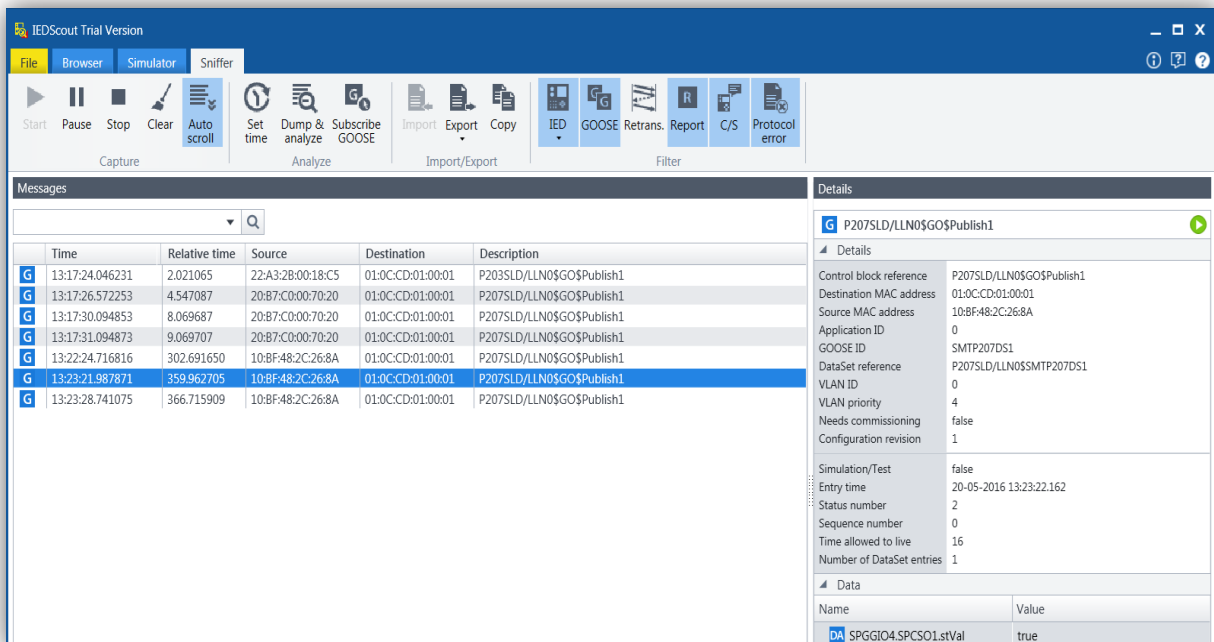 IEDScout Trial Version
File Browser Simulator Sniffer
Start Pause Stop Clear Auto scroll Set time Dump & analyze Subscribe GOOSE Import Export Copy IED GOOSE Retrans. Report C/S Protocol error
Capture Analyze Import/Export Filter
Messages
Time Relative time Source Destination Description
G 13:17:24.046231 2.021065 22:A3:2B:00:18:C5 01:0C:CD:01:00:01 P203SLD/LLN0$GO$Publish1
G 13:17:26.572253 4.547087 20:B7:C0:00:70:20 01:0C:CD:01:00:01 P207SLD/LLN0$GO$Publish1
G 13:17:30.094853 8.069687 20:B7:C0:00:70:20 01:0C:CD:01:00:01 P207SLD/LLN0$GO$Publish1
G 13:17:31.094873 9.069707 20:B7:C0:00:70:20 01:0C:CD:01:00:01 P207SLD/LLN0$GO$Publish1
G 13:22:24.716816 302.691650 10:BF:48:2C:26:8A 01:0C:CD:01:00:01 P207SLD/LLN0$GO$Publish1
G 13:23:21.987871 359.962705 10:BF:48:2C:26:8A 01:0C:CD:01:00:01 P207SLD/LLN0$GO$Publish1
G 13:23:28.741075 366.715909 10:BF:48:2C:26:8A 01:0C:CD:01:00:01 P207SLD/LLN0$GO$Publish1
Details
G P207SLD/LLN0$GO$Publish1
Details
Control block reference P207SLD/LLN0$GO$Publish1
Destination MAC address 01:0C:CD:01:00:01
Source MAC address 10:BF:48:2C:26:8A
Application ID 0
GOOSE ID SMTP207DS1
DataSet reference P207SLD/LLN0$SMTP207DS1
VLAN ID 0
VLAN priority 4
Needs commissioning false
Configuration revision 1
Simulation/Test false
Entry time 20-05-2016 13:23:22.162
Status number 2
Sequence number 0
Time allowed to live 16
Number of DataSet entries 1
Data
Name Value
DA SPGGIO4.SPCSO1.stVal true